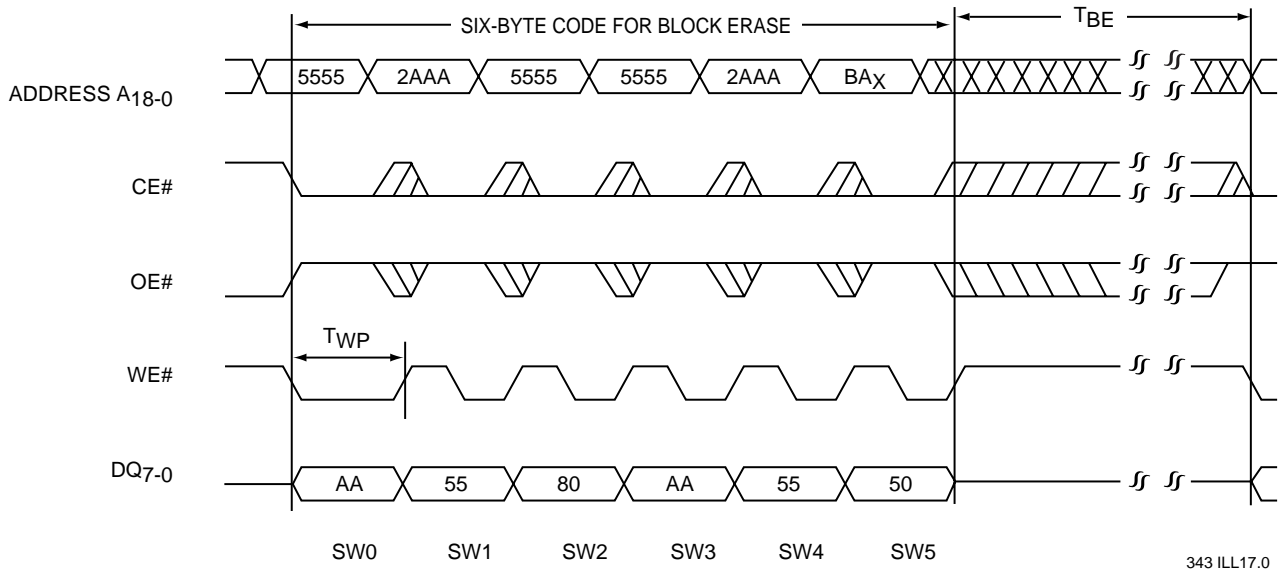 SIX-BYTE CODE FOR BLOCK ERASE
TBE
ADDRESS A18-0
5555 2AAA 5555 5555 2AAA BAX
CE#
OE#
TWP
WE#
DQ7-0
AA 55 80 AA 55 50
SW0 SW1 SW2 SW3 SW4 SW5
343 ILL17.0